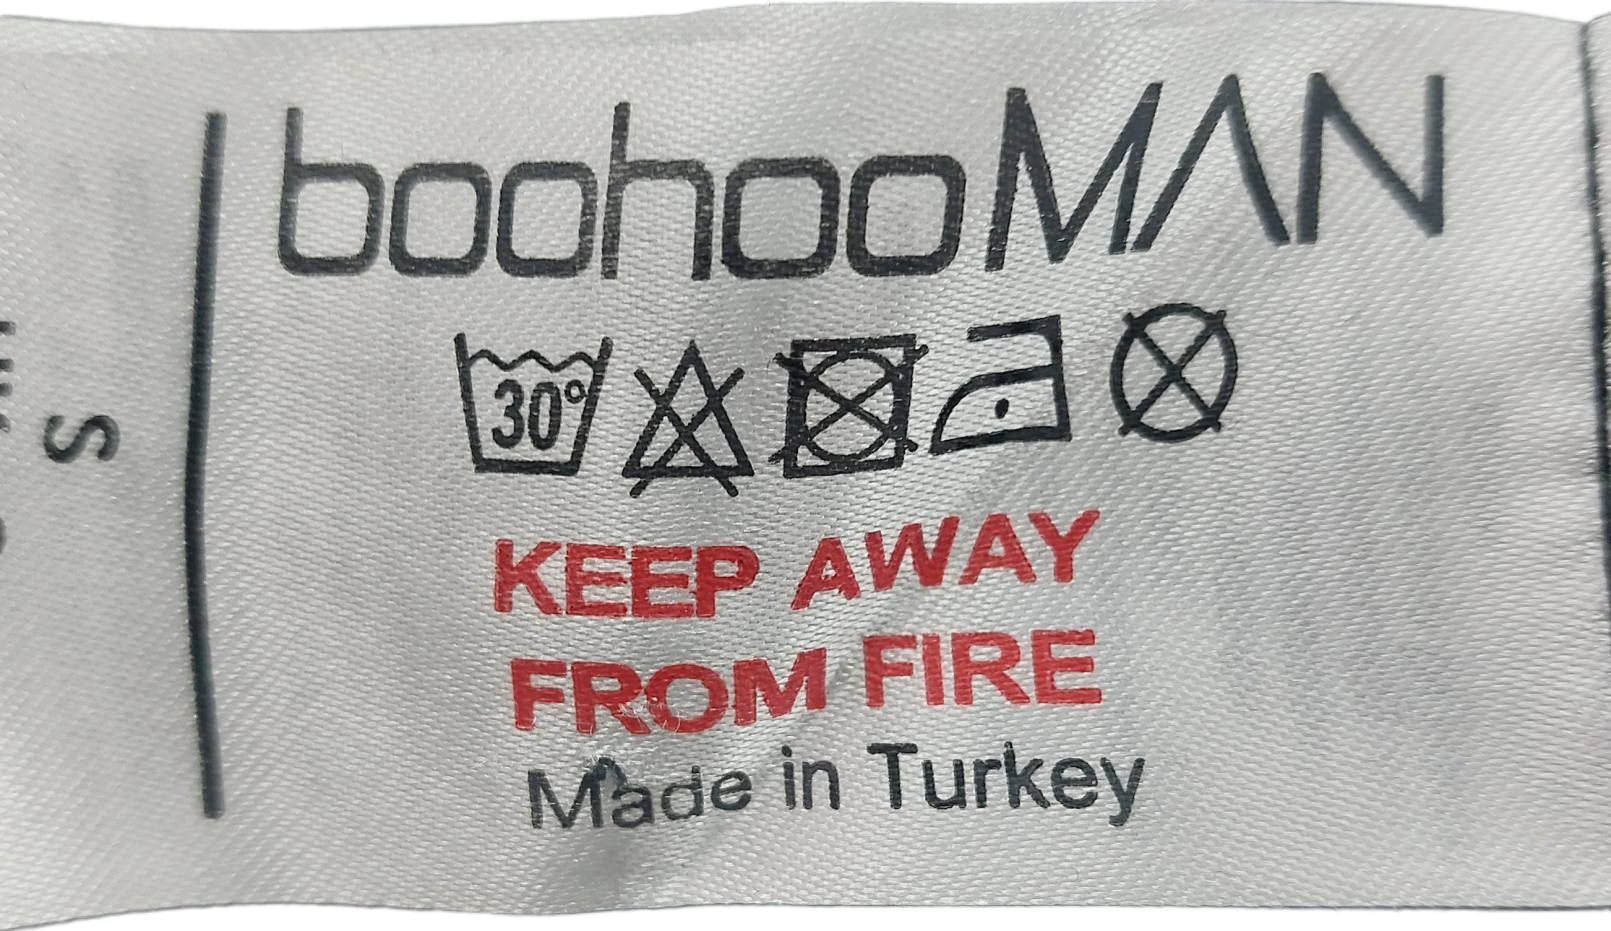 boohooMAN
30°
KEEP AWAY
FROM FIRE
Made in Turkey
S